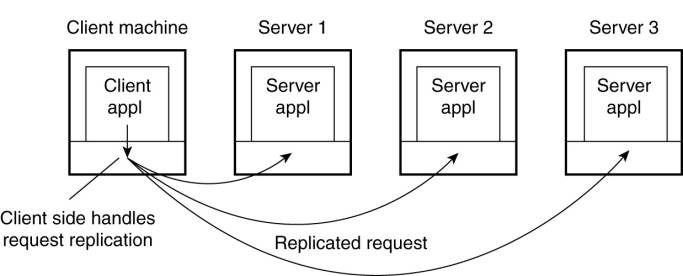 Client machine
Server 1
Server 2
Server 3
Client
appl
Server
appl
Server
appl
Server
appl
Client side handles
request replication
Replicated request